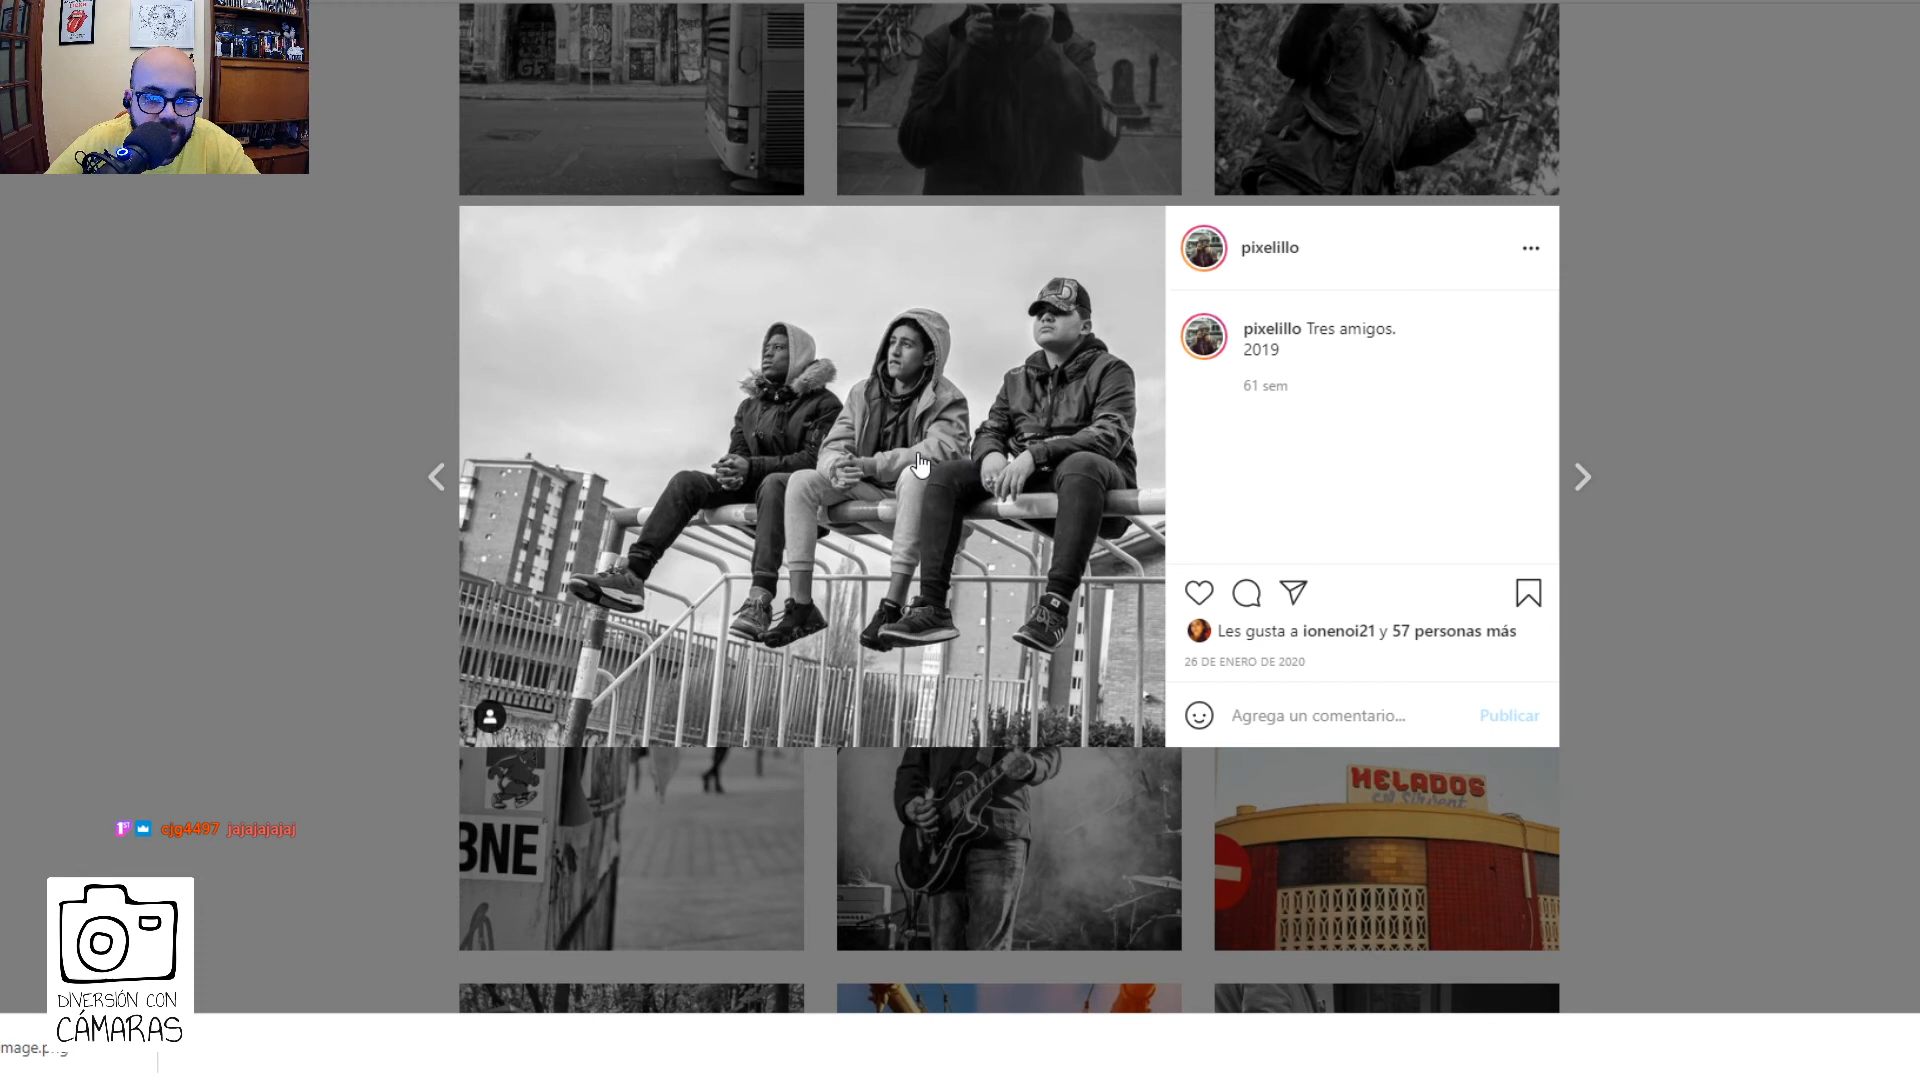 pixelillo
pixelillo Tres amigos.
2019
61 sem
Les gusta a ionenoi21 y 57 personas más
26 DE ENERO DE 2020
Agrega un comentario...
Publicar
BNE
HELADOS
cjg4497 jajajajajaj
DIVERSIÓN CON
CÁMARAS